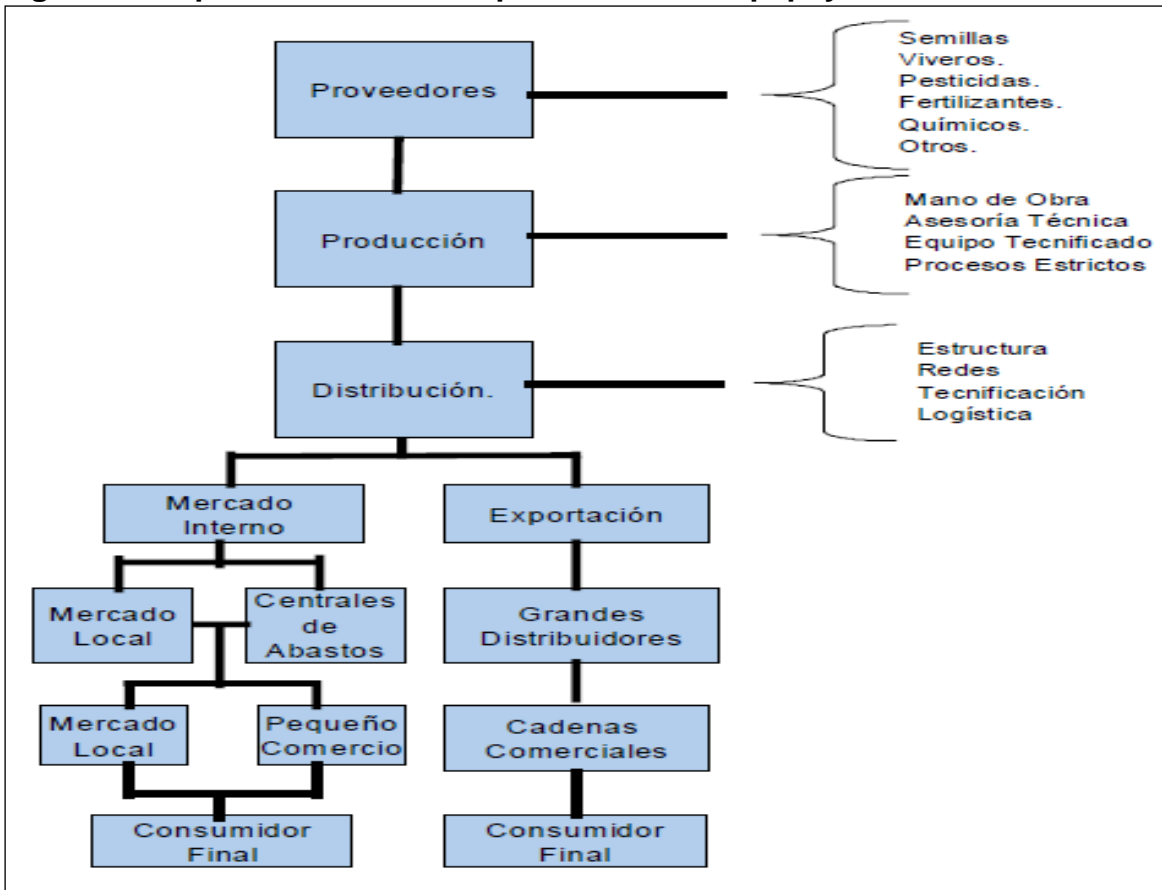 Proveedores
Semillas
Viveros.
Pesticidas.
Fertilizantes.
Químicos.
Otros.
Producción
Mano de Obra
Asesoría Técnica
Equipo Tecnificado
Procesos Estrictos
Distribución.
Estructura
Redes
Tecnificación
Logística
Mercado
Interno
Exportación
Mercado
Local
Centrales
de
Abastos
Grandes
Distribuidores
Mercado
Local
Pequeño
Comercio
Cadenas
Comerciales
Consumidor
Final
Consumidor
Final